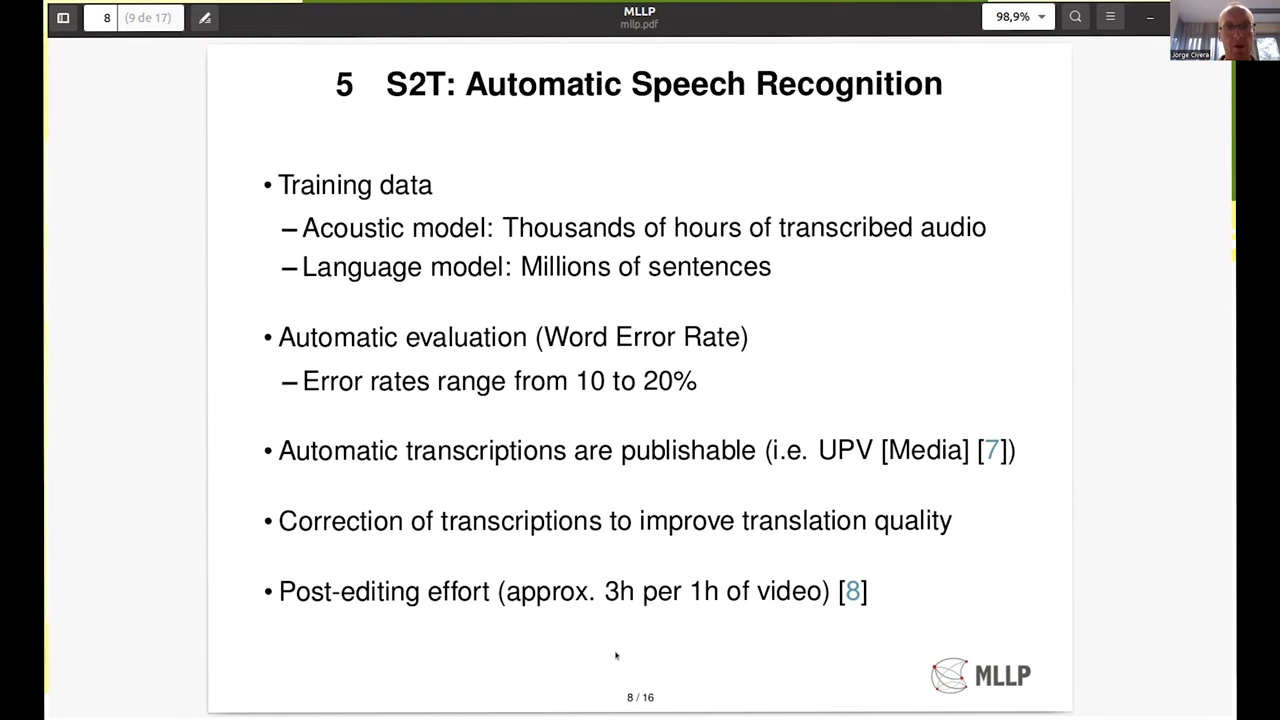 8 (9 de 17)
MLLP
mllp.pdf
98,9%
Jorge Civera
5 S2T: Automatic Speech Recognition
• Training data
– Acoustic model: Thousands of hours of transcribed audio
– Language model: Millions of sentences
• Automatic evaluation (Word Error Rate)
– Error rates range from 10 to 20%
• Automatic transcriptions are publishable (i.e. UPV [Media] [7])
• Correction of transcriptions to improve translation quality
• Post-editing effort (approx. 3h per 1h of video) [8]
MLLP
8 / 16